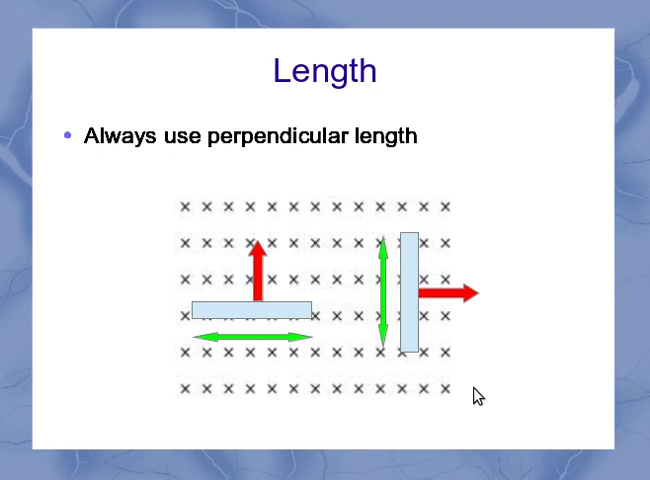 Length
• Always use perpendicular length
× × × × × × × × × × × × ×
× × × × × × × × × × × ×
× × × × × × × × × × × ×
× × × × × × × × × × × ×
× × × × × × × × × × × × ×
× × × × × × × × × × × × ×